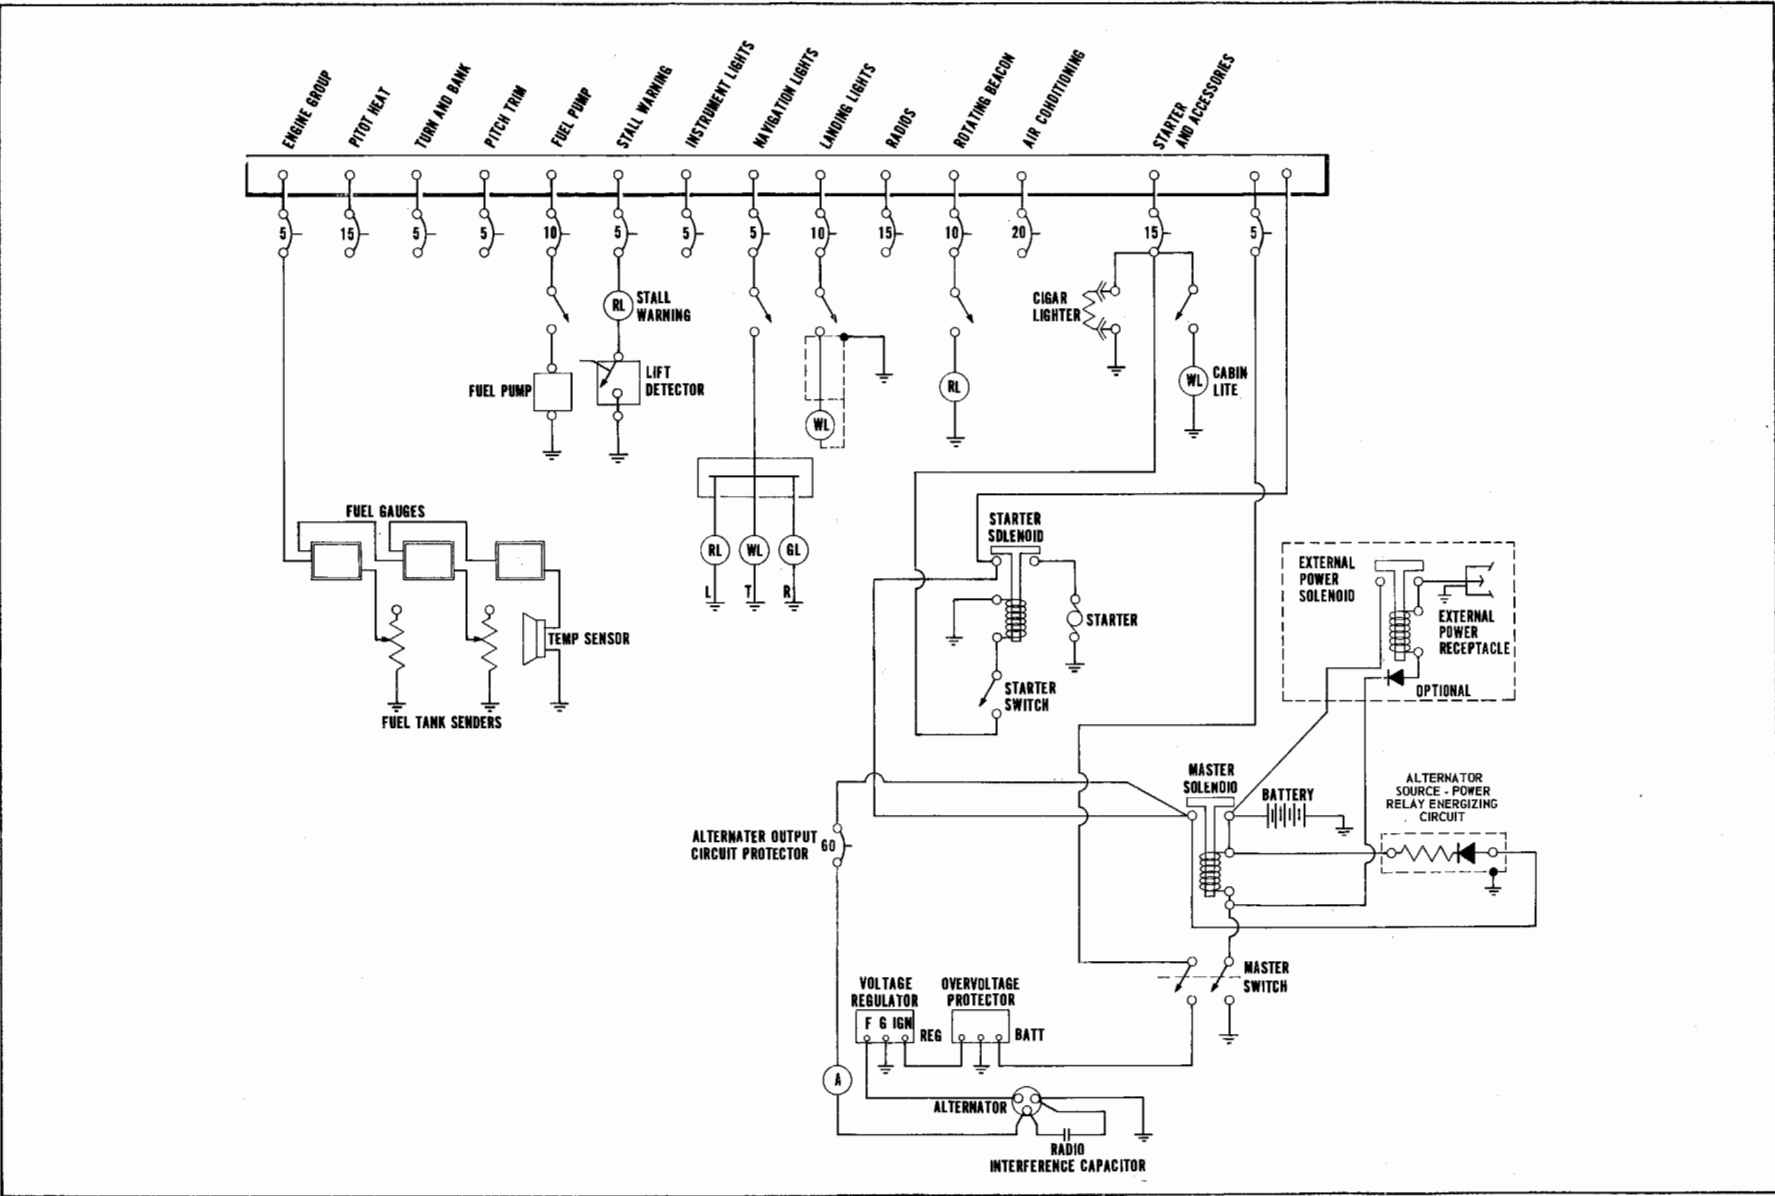 ENGINE GROUP
PITOT HEAT
TURN AND BANK
PITCH TRIM
FUEL PUMP
STALL WARNING
INSTRUMENT LIGHTS
NAVIGATION LIGHTS
LANDING LIGHTS
RADIOS
ROTATING BEACON
AIR CONDITIONING
STARTER
AND ACCESSORIES
5
15
5
5
10
5
5
5
10
15
10
20
15
5
RL
STALL
WARNING
CIGAR
LIGHTER
FUEL PUMP
LIFT
DETECTOR
WL
RL
WL
CABIN
LITE
FUEL GAUGES
RL
WL
GL
L
T
R
STARTER
SDLENOID
STARTER
STARTER
SWITCH
TEMP SENSOR
FUEL TANK SENDERS
EXTERNAL
POWER
SOLENOID
EXTERNAL
POWER
RECEPTACLE
OPTIONAL
MASTER
SOLENDIO
BATTERY
ALTERNATOR
SOURCE - POWER
RELAY ENERGIZING
CIRCUIT
ALTERNATER OUTPUT
CIRCUIT PROTECTOR
60
MASTER
SWITCH
VOLTAGE
REGULATOR
F G IGN
REG
OVERVOLTAGE
PROTECTOR
BATT
A
ALTERNATOR
RADIO
INTERFERENCE CAPACITOR